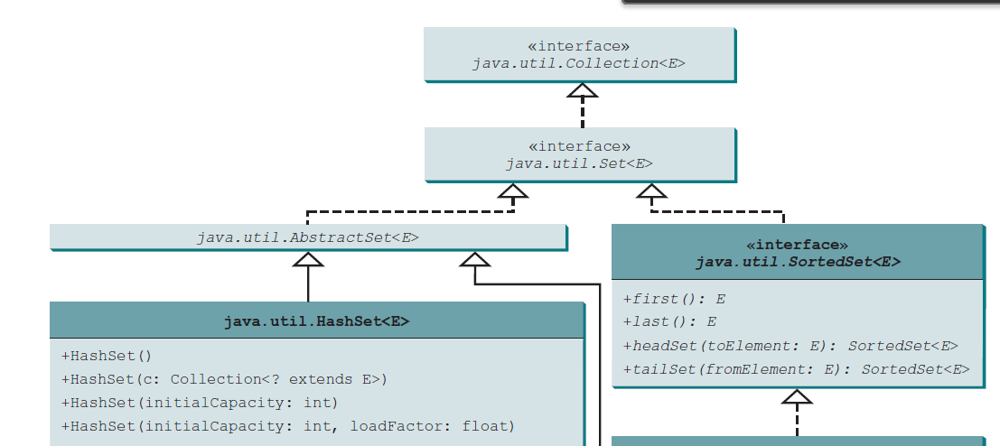 «interface»
java.util.Collection<E>
«interface»
java.util.Set<E>
java.util.AbstractSet<E>
«interface»
java.util.SortedSet<E>
+first(): E
+last(): E
+headSet(toElement: E): SortedSet<E>
+tailSet(fromElement: E): SortedSet<E>
java.util.HashSet<E>
+HashSet()
+HashSet(c: Collection<? extends E>)
+HashSet(initialCapacity: int)
+HashSet(initialCapacity: int, loadFactor: float)